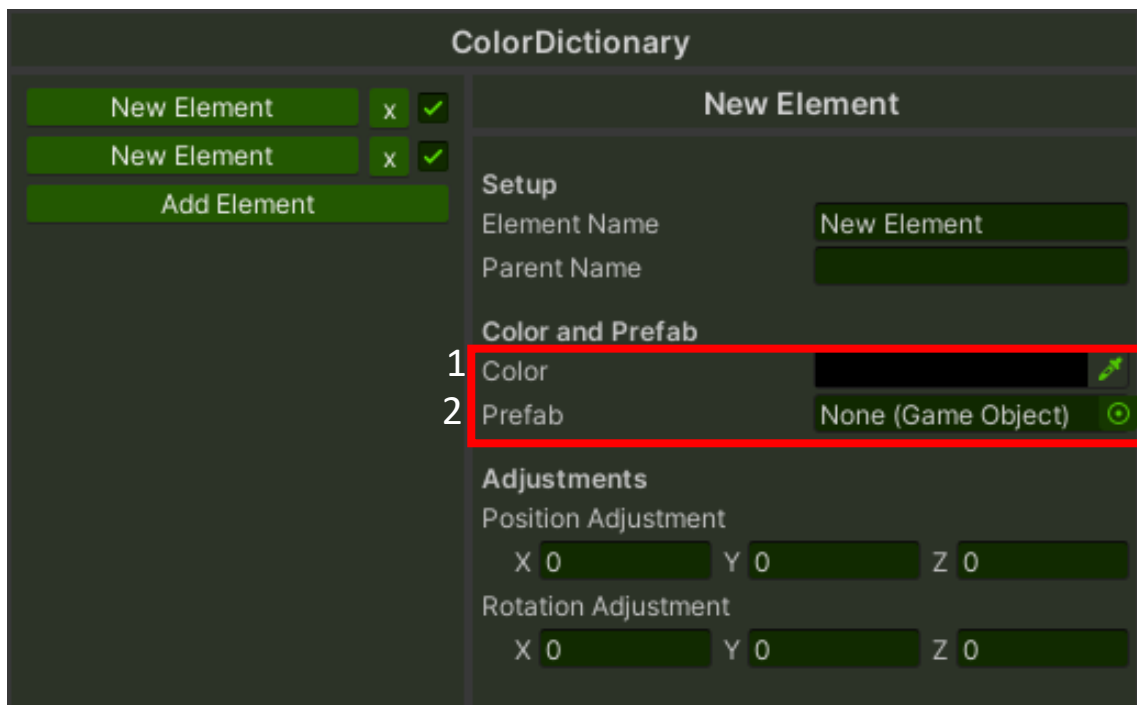 ColorDictionary
New Element x
New Element x
Add Element
New Element
Setup
Element Name New Element
Parent Name
Color and Prefab
1 Color
2 Prefab None (Game Object)
Adjustments
Position Adjustment
X 0 Y 0 Z 0
Rotation Adjustment
X 0 Y 0 Z 0